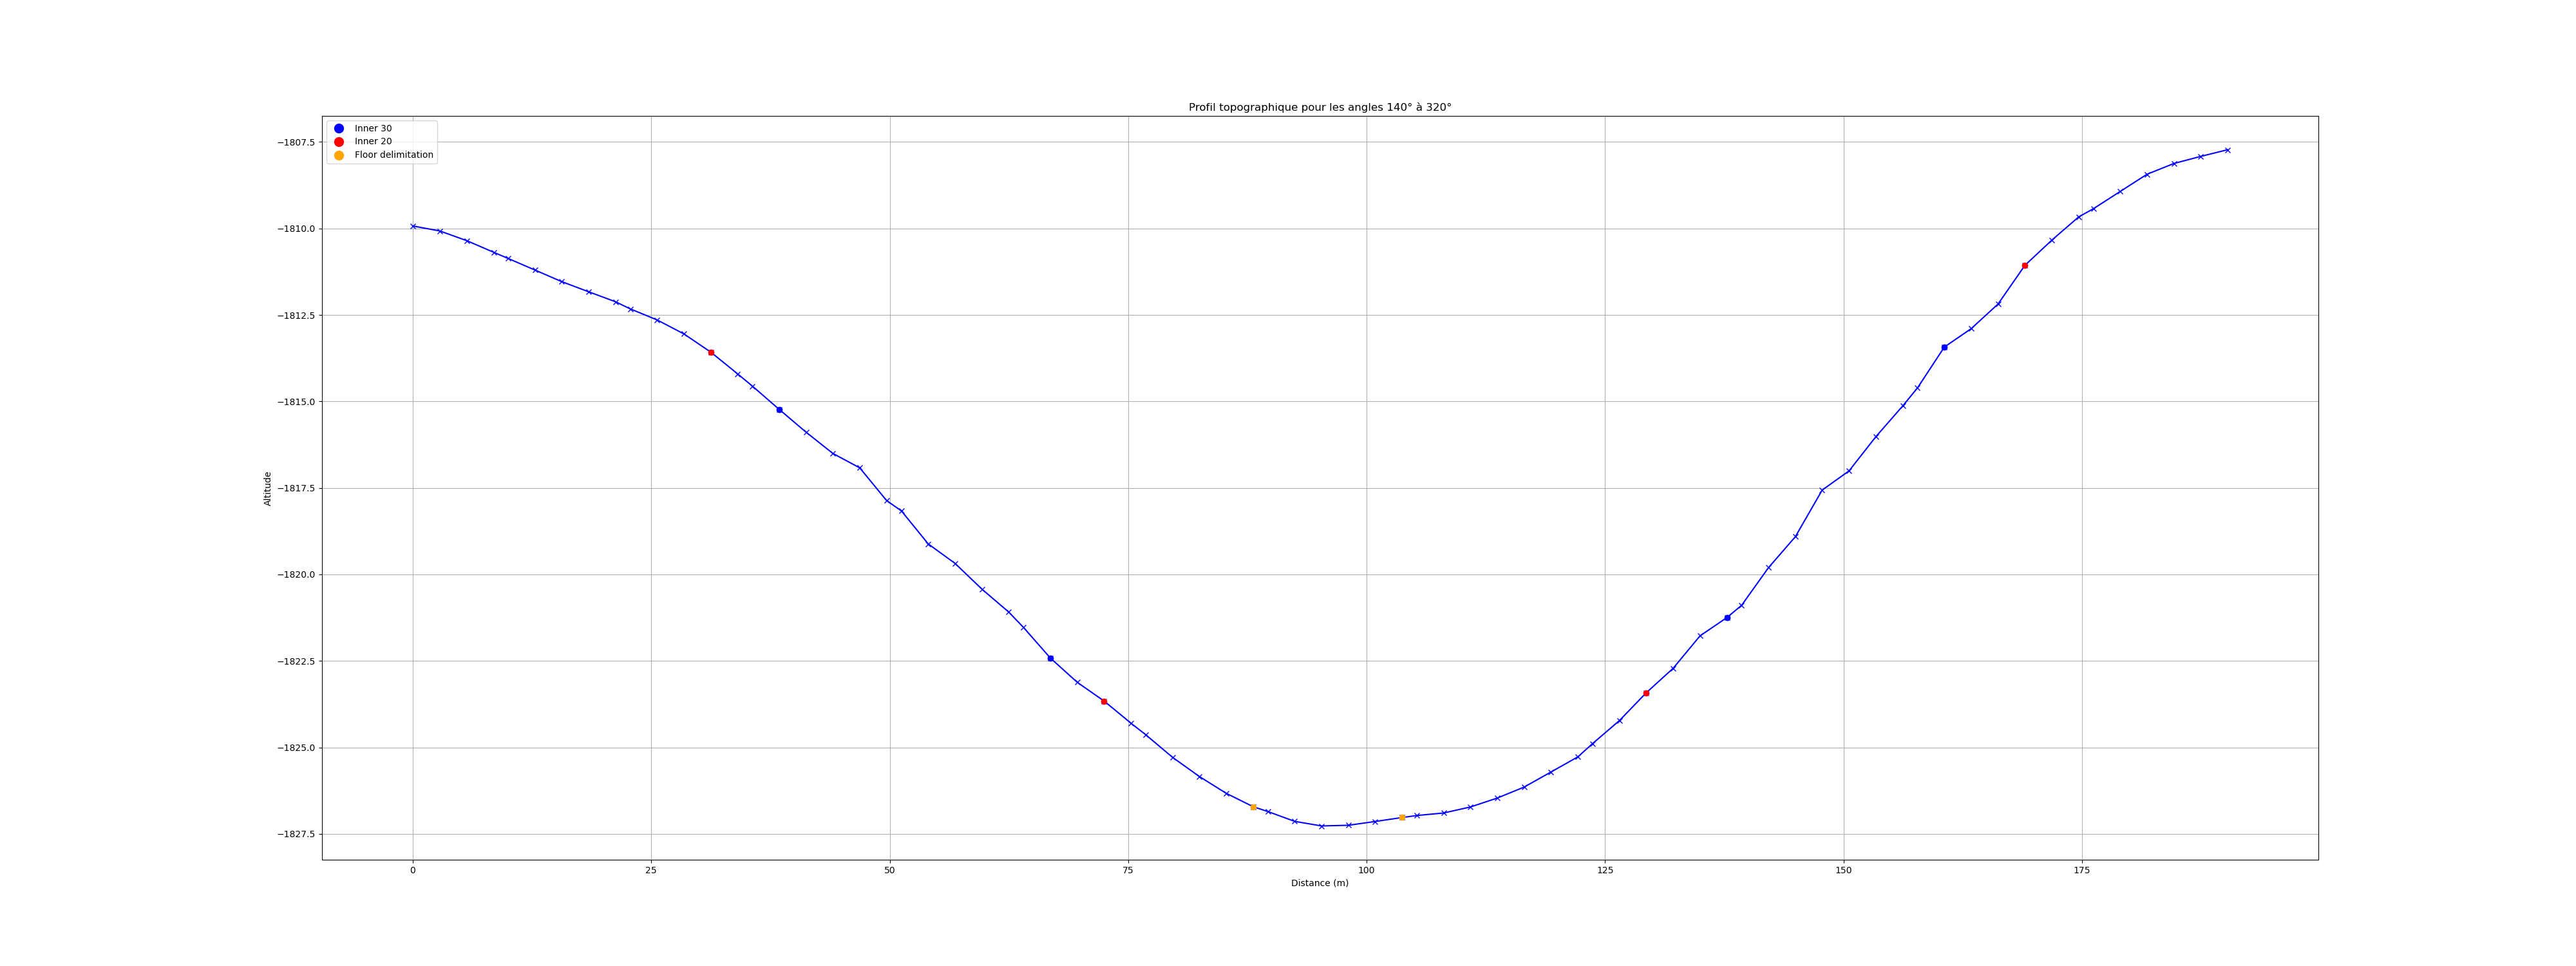 Profil topographique pour les angles 140° à 320°
Inner 30
Inner 20
Floor delimitation
−1807.5
−1810.0
−1812.5
−1815.0
−1817.5
−1820.0
−1822.5
−1825.0
−1827.5
Altitude
0 25 50 75 100 125 150 175
Distance (m)